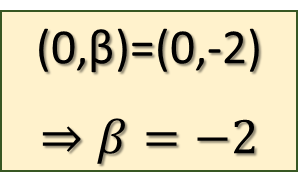 (0,β)=(0,-2)
⇒ 𝛽 = −2